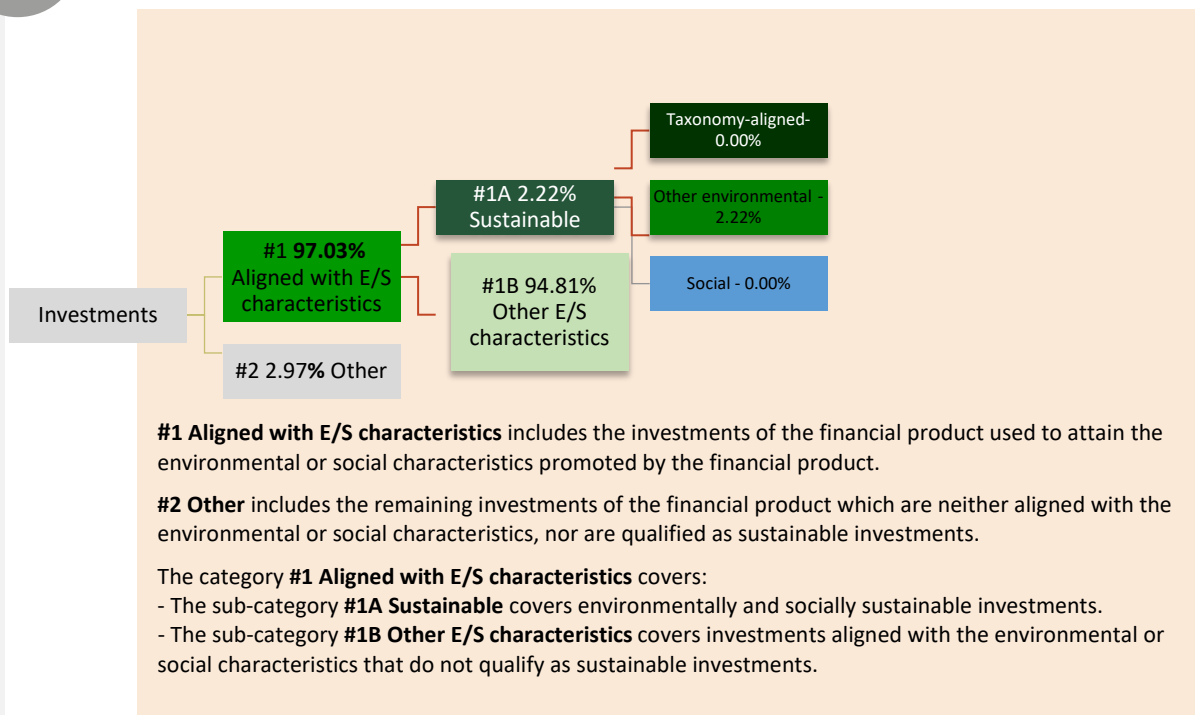 Taxonomy-aligned-
0.00%
#1A 2.22%
Sustainable
Other environmental -
2.22%
#1 97.03%
Aligned with E/S
characteristics
#1B 94.81%
Other E/S
characteristics
Social - 0.00%
Investments
#2 2.97% Other
#1 Aligned with E/S characteristics includes the investments of the financial product used to attain the
environmental or social characteristics promoted by the financial product.
#2 Other includes the remaining investments of the financial product which are neither aligned with the
environmental or social characteristics, nor are qualified as sustainable investments.
The category #1 Aligned with E/S characteristics covers:
- The sub-category #1A Sustainable covers environmentally and socially sustainable investments.
- The sub-category #1B Other E/S characteristics covers investments aligned with the environmental or
social characteristics that do not qualify as sustainable investments.